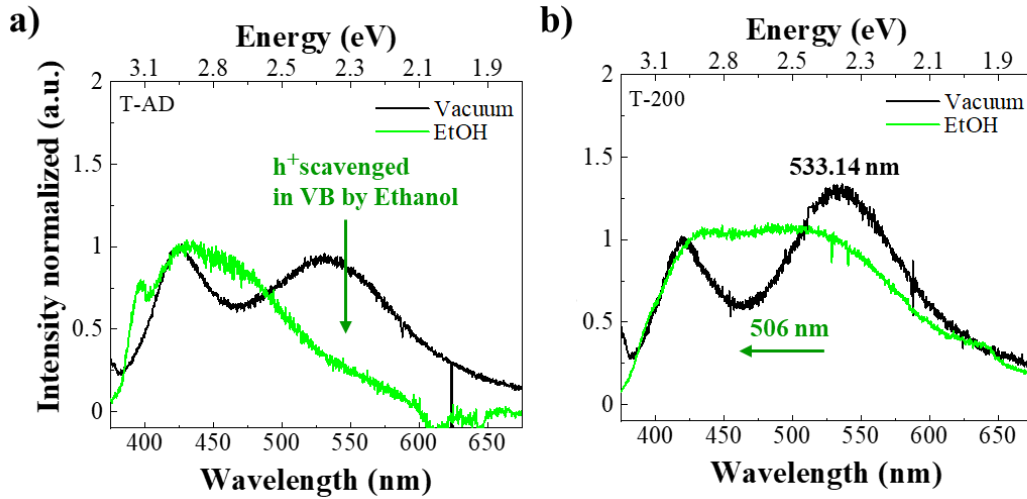 a)
Energy (eV)
3.1 2.8 2.5 2.3 2.1 1.9
2
1.5
1
0.5
0
T-AD
Vacuum
EtOH
h⁺scavenged
in VB by Ethanol
400 450 500 550 600 650
Wavelength (nm)
Intensity normalized (a.u.)
b)
Energy (eV)
3.1 2.8 2.5 2.3 2.1 1.9
2
1.5
1
0.5
0
T-200
Vacuum
EtOH
533.14 nm
506 nm
400 450 500 550 600 650
Wavelength (nm)